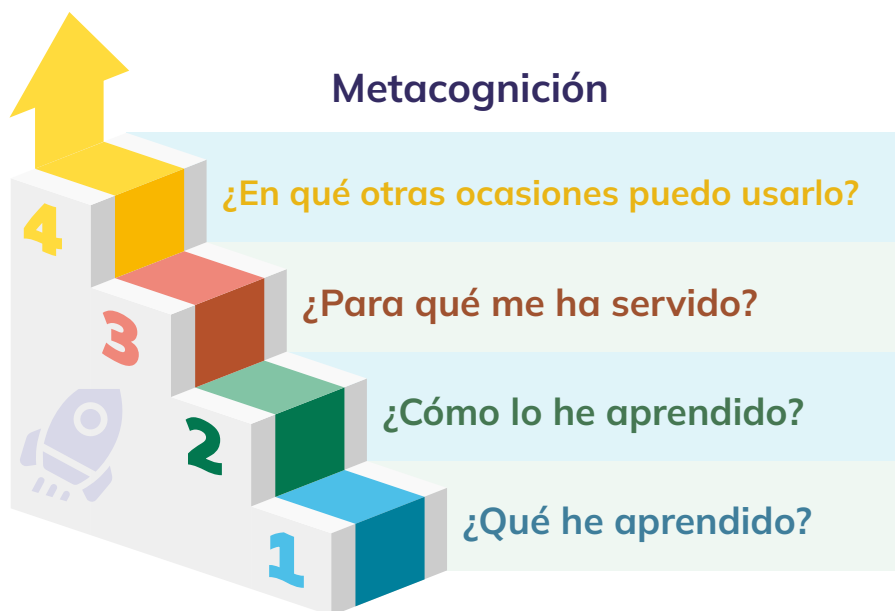 Metacognición
4
¿En qué otras ocasiones puedo usarlo?
3
¿Para qué me ha servido?
2
¿Cómo lo he aprendido?
1
¿Qué he aprendido?